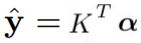 ŷ = K^T α